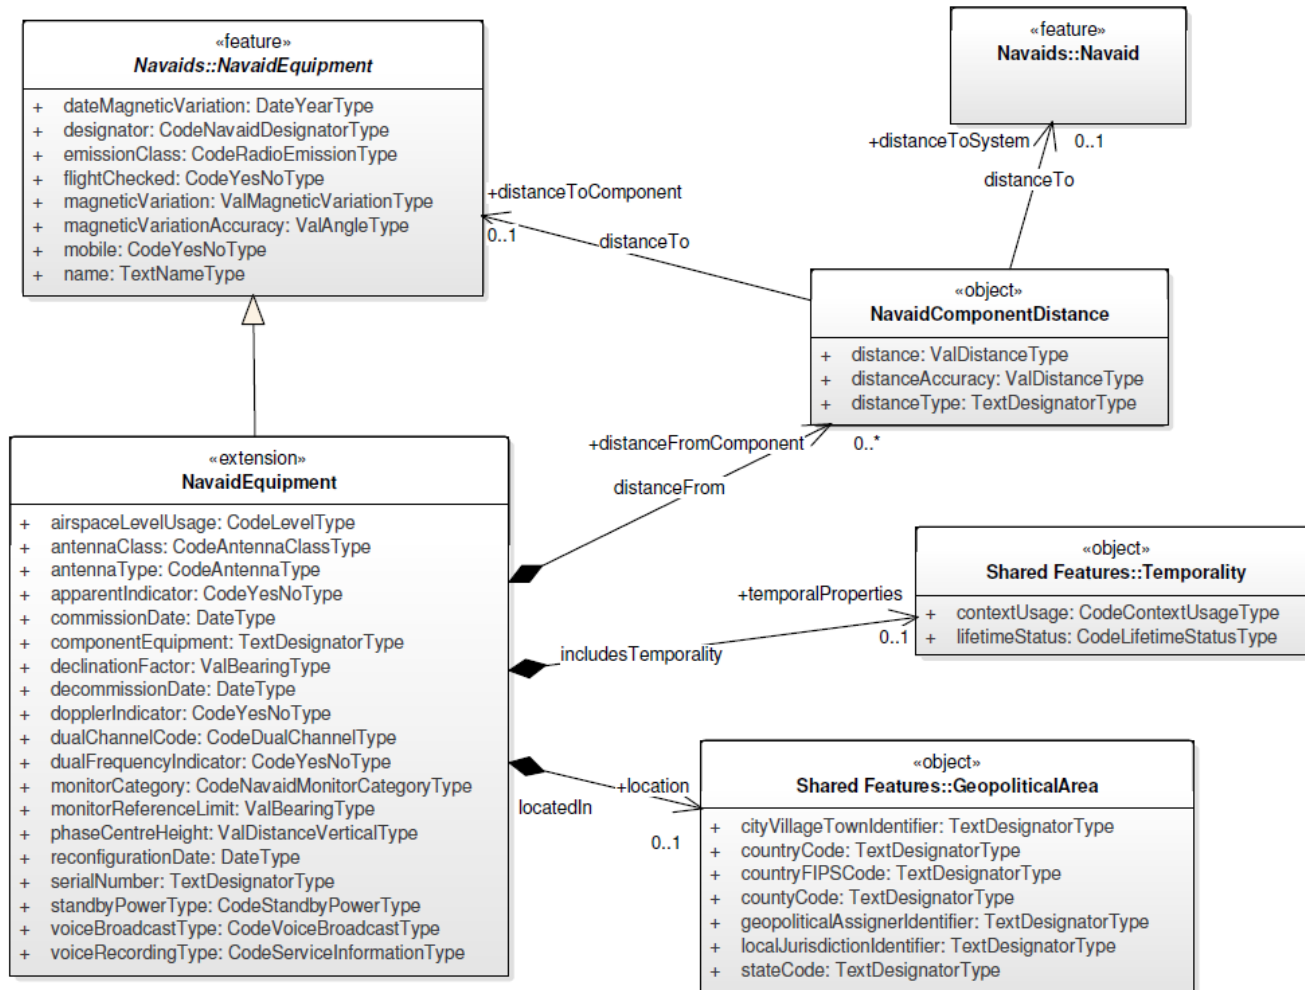 «feature»
Navaids::NavaidEquipment
+ dateMagneticVariation: DateYearType
+ designator: CodeNavaidDesignatorType
+ emissionClass: CodeRadioEmissionType
+ flightChecked: CodeYesNoType
+ magneticVariation: ValMagneticVariationType
+ magneticVariationAccuracy: ValAngleType
+ mobile: CodeYesNoType
+ name: TextNameType
«feature»
Navaids::Navaid
+distanceToSystem
0..1
distanceTo
+distanceToComponent
0..1
distanceTo
«object»
NavaidComponentDistance
+ distance: ValDistanceType
+ distanceAccuracy: ValDistanceType
+ distanceType: TextDesignatorType
+distanceFromComponent
0..*
distanceFrom
«extension»
NavaidEquipment
+ airspaceLevelUsage: CodeLevelType
+ antennaClass: CodeAntennaClassType
+ antennaType: CodeAntennaType
+ apparentIndicator: CodeYesNoType
+ commissionDate: DateType
+ componentEquipment: TextDesignatorType
+ declinationFactor: ValBearingType
+ decommissionDate: DateType
+ dopplerIndicator: CodeYesNoType
+ dualChannelCode: CodeDualChannelType
+ dualFrequencyIndicator: CodeYesNoType
+ monitorCategory: CodeNavaidMonitorCategoryType
+ monitorReferenceLimit: ValBearingType
+ phaseCentreHeight: ValDistanceVerticalType
+ reconfigurationDate: DateType
+ serialNumber: TextDesignatorType
+ standbyPowerType: CodeStandbyPowerType
+ voiceBroadcastType: CodeVoiceBroadcastType
+ voiceRecordingType: CodeServiceInformationType
«object»
Shared Features::Temporality
+ contextUsage: CodeContextUsageType
+ lifetimeStatus: CodeLifetimeStatusType
+temporalProperties
0..1
includesTemporality
+location
locatedIn
0..1
«object»
Shared Features::GeopoliticalArea
+ cityVillageTownIdentifier: TextDesignatorType
+ countryCode: TextDesignatorType
+ countryFIPSCode: TextDesignatorType
+ countyCode: TextDesignatorType
+ geopoliticalAssignerIdentifier: TextDesignatorType
+ localJurisdictionIdentifier: TextDesignatorType
+ stateCode: TextDesignatorType